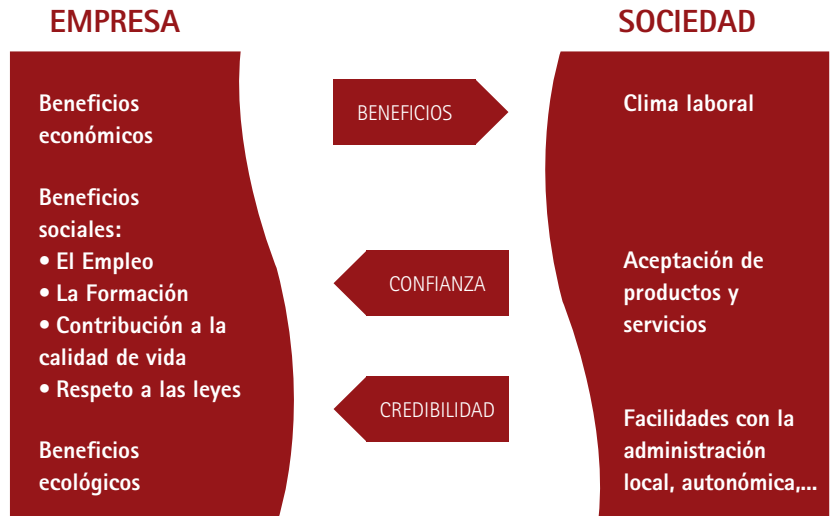 EMPRESA
Beneficios
económicos
Beneficios
sociales:
• El Empleo
• La Formación
• Contribución a la
calidad de vida
• Respeto a las leyes
Beneficios
ecológicos
BENEFICIOS
CONFIANZA
CREDIBILIDAD
SOCIEDAD
Clima laboral
Aceptación de
productos y
servicios
Facilidades con la
administración
local, autonómica,...